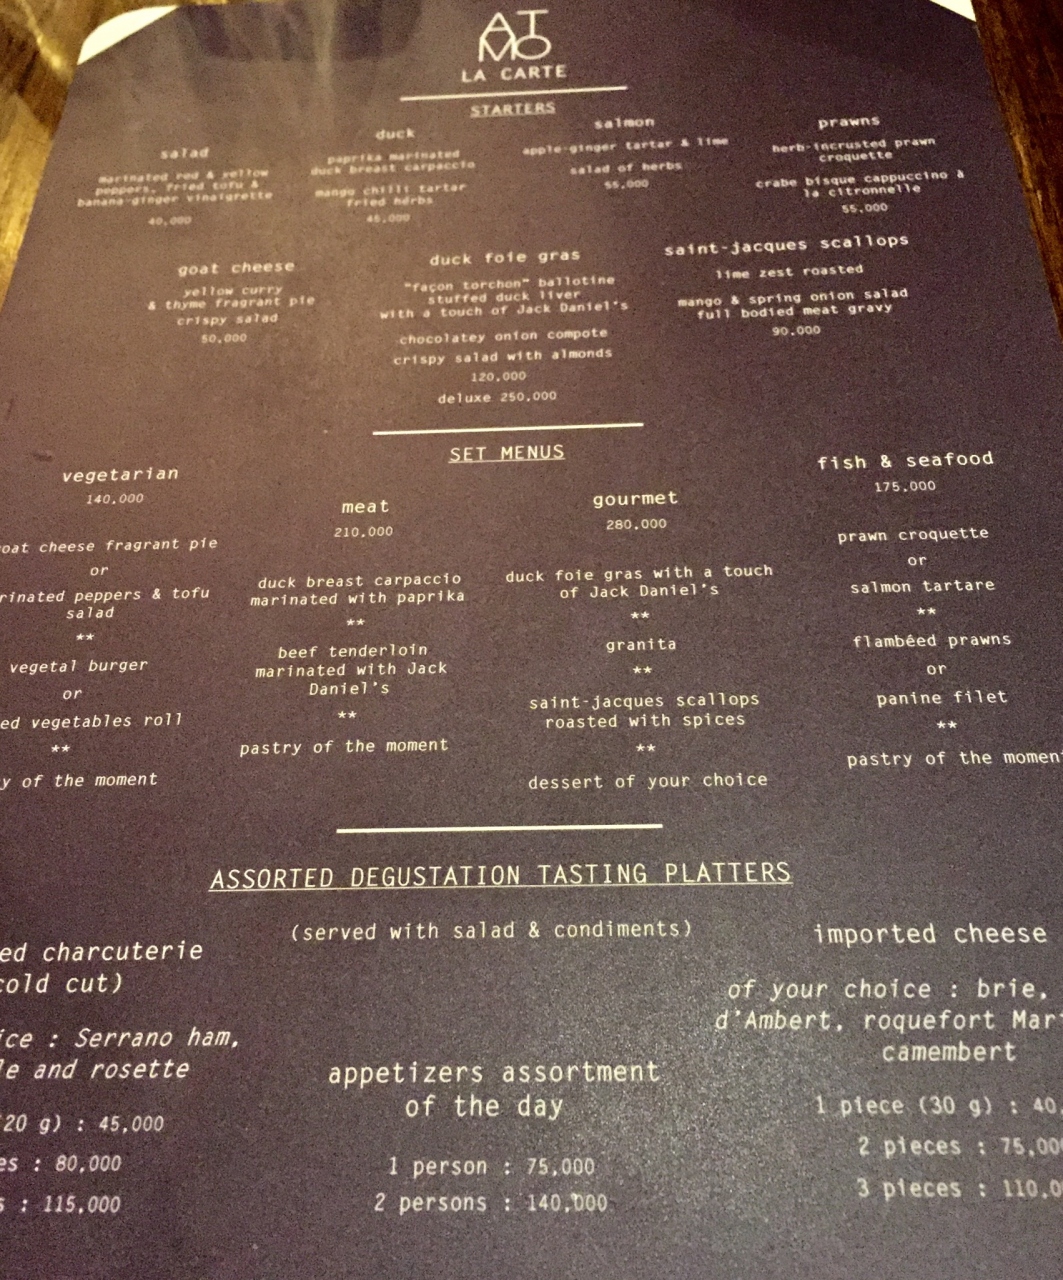 AT
MO
LA CARTE
STARTERS
salad
marinated red & yellow
peppers, fried tofu &
banana-ginger vinaigrette
40,000
duck
paprika marinated
duck breast carpaccio
mango chilli tartar
fried herbs
45,000
salmon
apple-ginger tartar & lime
salad of herbs
55,000
prawns
herb-incrusted prawn
croquette
crabe bisque cappuccino à
la citronnelle
55,000
goat cheese
yellow curry
& thyme fragrant pie
crispy salad
50,000
duck foie gras
"façon torchon" ballotine
stuffed duck liver
with a touch of Jack Daniel's
chocolatey onion compote
crispy salad with almonds
120,000
deluxe 250,000
saint-jacques scallops
lime zest roasted
mango & spring onion salad
full bodied meat gravy
90,000
SET MENUS
vegetarian
140,000
oat cheese fragrant pie
or
rinated peppers & tofu
salad
**
vegetal burger
or
ed vegetables roll
**
y of the moment
meat
210,000
duck breast carpaccio
marinated with paprika
**
beef tenderloin
marinated with Jack
Daniel's
**
pastry of the moment
gourmet
280,000
duck foie gras with a touch
of Jack Daniel's
**
granita
**
saint-jacques scallops
roasted with spices
**
dessert of your choice
fish & seafood
175,000
prawn croquette
or
salmon tartare
**
flambéed prawns
or
panine filet
**
pastry of the momen
ASSORTED DEGUSTATION TASTING PLATTERS
(served with salad & condiments)
ed charcuterie
cold cut)
ice : Serrano ham,
le and rosette
(20 g) : 45,000
es : 80,000
s : 115,000
appetizers assortment
of the day
1 person : 75,000
2 persons : 140,000
imported cheese
of your choice : brie,
d'Ambert, roquefort Mar
camembert
1 piece (30 g) : 40,
2 pieces : 75,00
3 pieces : 110,0